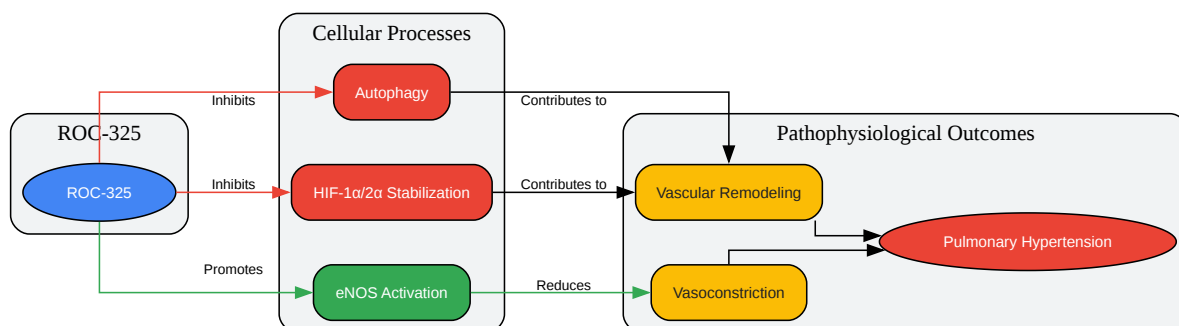 Cellular Processes
Autophagy
Inhibits
Contributes to
ROC-325
Pathophysiological Outcomes
ROC-325
Inhibits
HIF-1α/2α Stabilization
Contributes to
Vascular Remodeling
Pulmonary Hypertension
Promotes
eNOS Activation
Reduces
Vasoconstriction